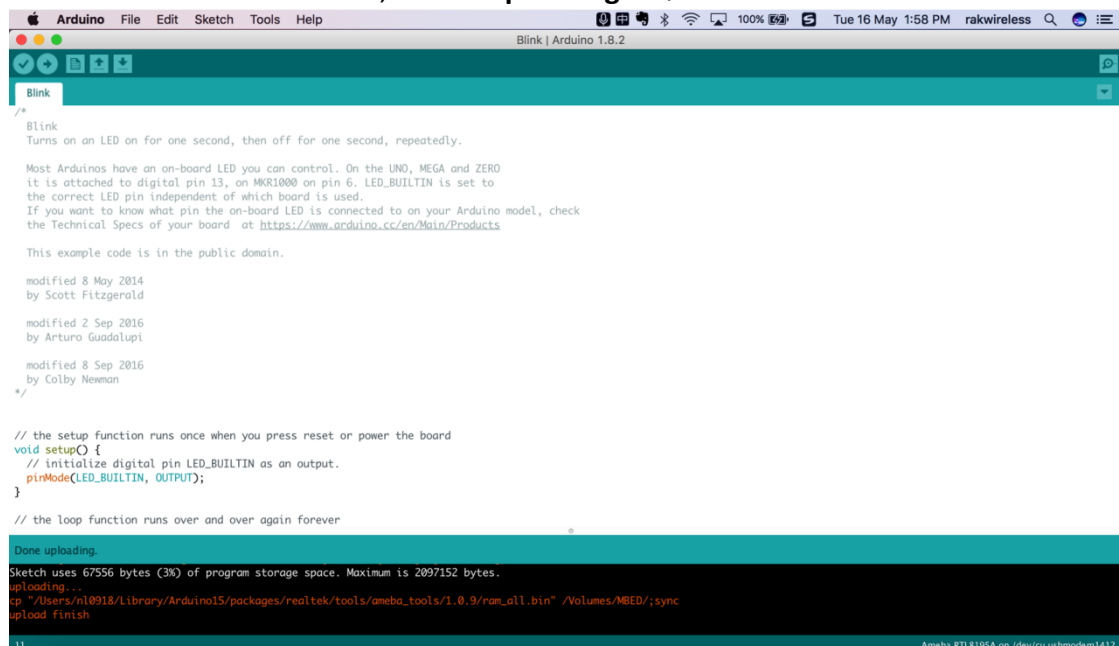 Arduino File Edit Sketch Tools Help 100% Tue 16 May 1:58 PM rakwireless
Blink | Arduino 1.8.2
Blink
/*
Blink
Turns on an LED on for one second, then off for one second, repeatedly.
Most Arduinos have an on-board LED you can control. On the UNO, MEGA and ZERO
it is attached to digital pin 13, on MKR1000 on pin 6. LED_BUILTIN is set to
the correct LED pin independent of which board is used.
If you want to know what pin the on-board LED is connected to on your Arduino model, check
the Technical Specs of your board at https://www.arduino.cc/en/Main/Products
This example code is in the public domain.
modified 8 May 2014
by Scott Fitzgerald
modified 2 Sep 2016
by Arturo Guadalupi
modified 8 Sep 2016
by Colby Newman
*/
// the setup function runs once when you press reset or power the board
void setup() {
// initialize digital pin LED_BUILTIN as an output.
pinMode(LED_BUILTIN, OUTPUT);
}
// the loop function runs over and over again forever
Done uploading.
Sketch uses 67556 bytes (3%) of program storage space. Maximum is 2097152 bytes.
uploading...
cp "/Users/nl0918/Library/Arduino15/packages/realtek/tools/ameba_tools/1.0.9/ram_all.bin" /Volumes/MBED/;sync
upload finish
11 Ameba RTL8195A on /dev/cu.usbmodem1412